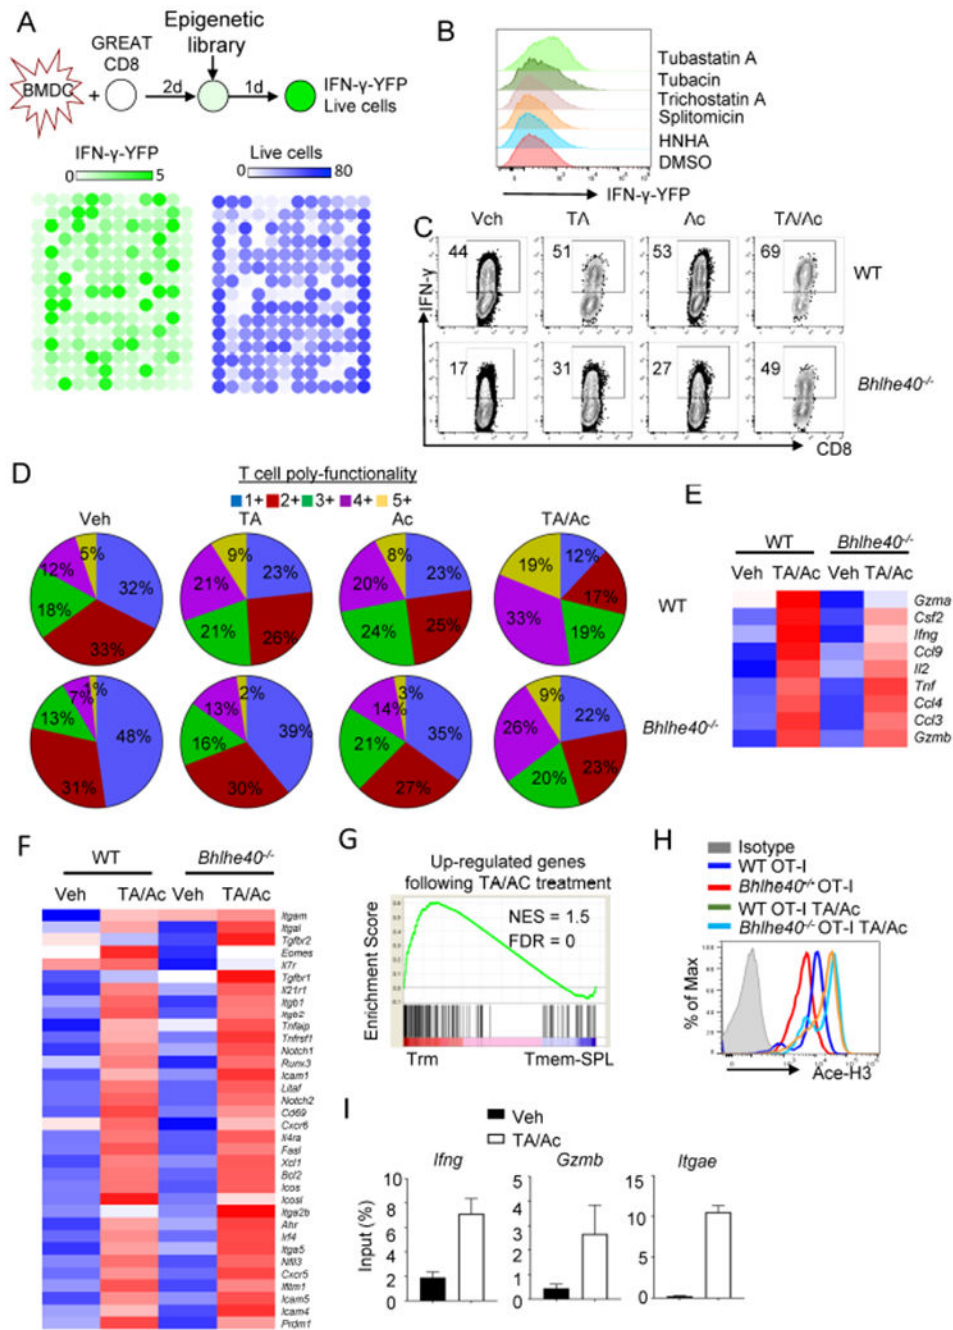 A
Epigenetic
library
GREAT
CD8
BMDC
+
2d
1d
IFN-γ-YFP
Live cells
IFN-γ-YFP
0 5
Live cells
0 80
B
Tubastatin A
Tubacin
Trichostatin A
Splitomicin
HNHA
DMSO
IFN-γ-YFP
C
Veh TA Ac TA/Ac
44 51 53 69
WT
17 31 27 49
Bhlhe40-/-
IFN-γ
CD8
D
T cell poly-functionality
1+ 2+ 3+ 4+ 5+
Veh TA Ac TA/Ac
5% 32% 33% 18% 12%
9% 23% 26% 21% 21%
8% 23% 25% 24% 20%
19% 12% 17% 19% 33%
WT
1% 48% 31% 13% 7%
2% 39% 30% 16% 13%
3% 35% 27% 21% 14%
9% 22% 23% 20% 26%
Bhlhe40-/-
E
WT Bhlhe40-/-
Veh TA/Ac Veh TA/Ac
Gzma
Csf2
Ifng
Ccl9
Il2
Tnf
Ccl4
Ccl3
Gzmb
F
WT Bhlhe40-/-
Veh TA/Ac Veh TA/Ac
Itgam
Itgal
Tgfbr2
Eomes
Il7r
Tgfbr1
Il21r1
Itgb1
Itgb2
Tnfaip
Tnfrsf1
Notch1
Runx3
Icam1
Litaf
Notch2
Cd69
Cxcr6
Il4ra
Fasl
Xcl1
Bcl2
Icos
Icosl
Itga2b
Ahr
Irf4
Itga5
Nfil3
Cxcr5
Ifitm1
Icam5
Icam4
Prdm1
G
Up-regulated genes
following TA/AC treatment
NES = 1.5
FDR = 0
Enrichment Score
Trm Tmem-SPL
H
Isotype
WT OT-I
Bhlhe40-/- OT-I
WT OT-I TA/Ac
Bhlhe40-/- OT-I TA/Ac
% of Max
Ace-H3
I
Veh
TA/Ac
Ifng Gzmb Itgae
Input (%)
10
8
6
4
2
0
5
4
3
2
1
0
15
10
5
0